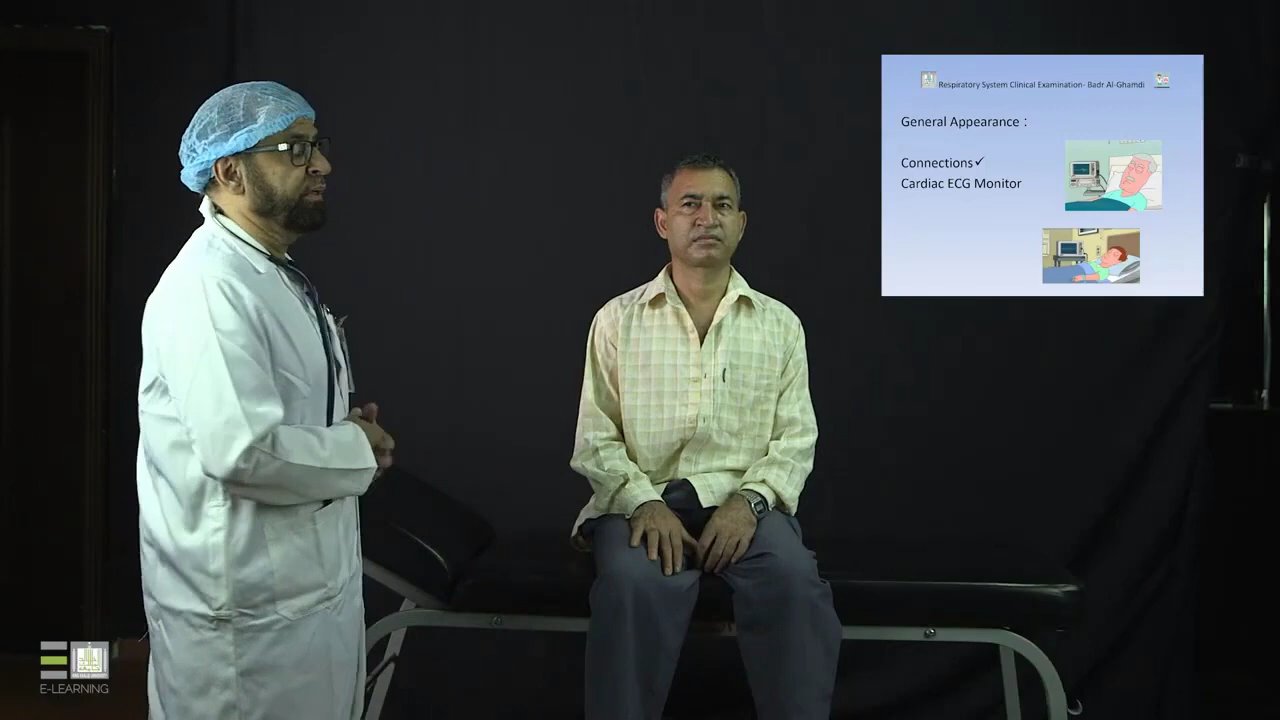 Respiratory System Clinical Examination- Badr Al-Ghamdi
General Appearance :
Connections✓
Cardiac ECG Monitor
E-LEARNING